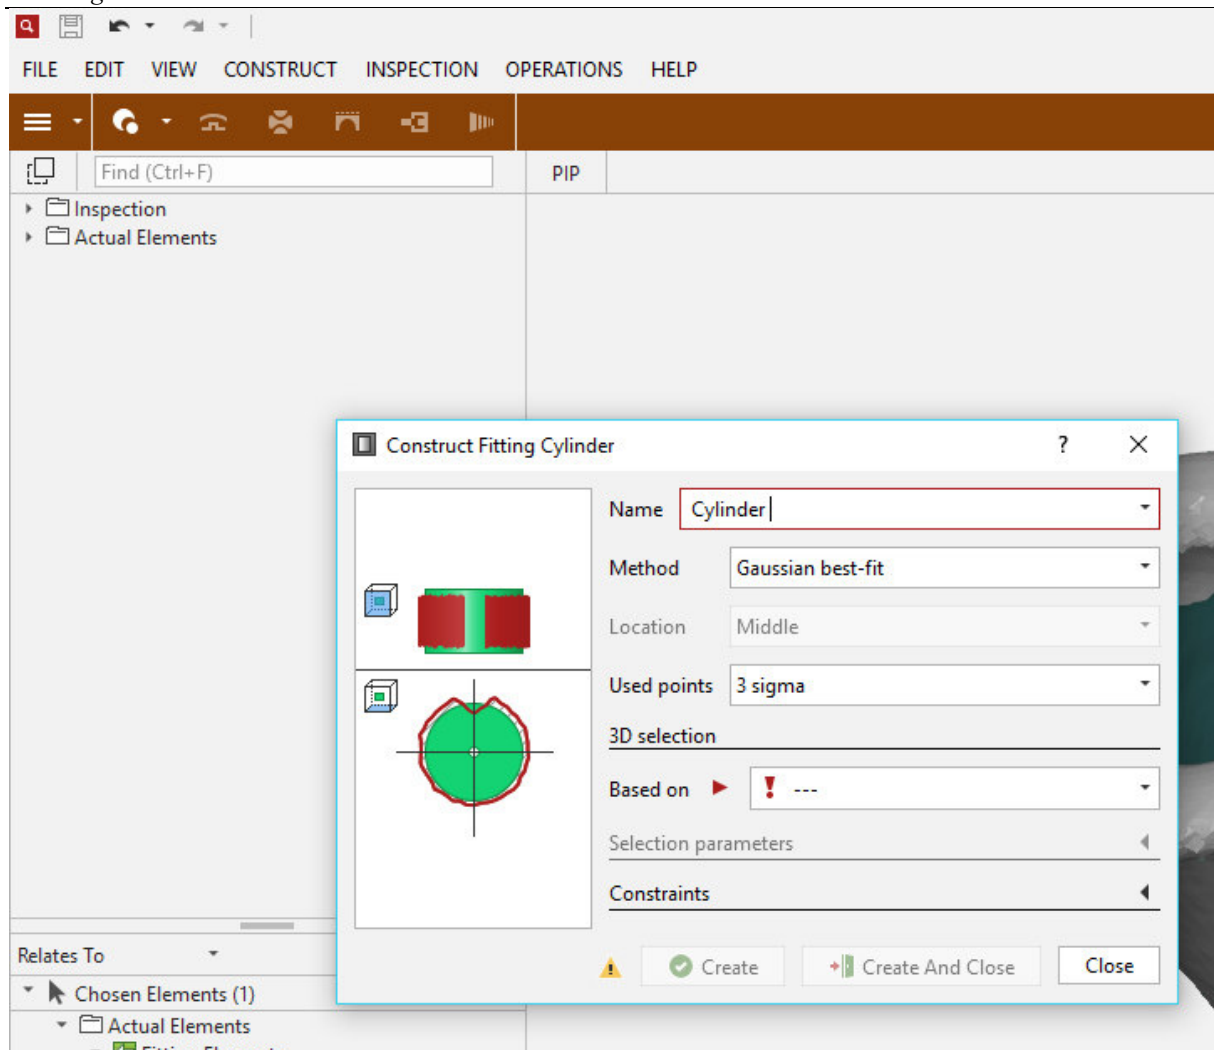 FILE EDIT VIEW CONSTRUCT INSPECTION OPERATIONS HELP
Find (Ctrl+F)
PIP
Inspection
Actual Elements
Construct Fitting Cylinder ?
Name Cylinder
Method Gaussian best-fit
Location Middle
Used points 3 sigma
3D selection
Based on ---
Selection parameters
Constraints
Create Create And Close Close
Relates To
Chosen Elements (1)
Actual Elements